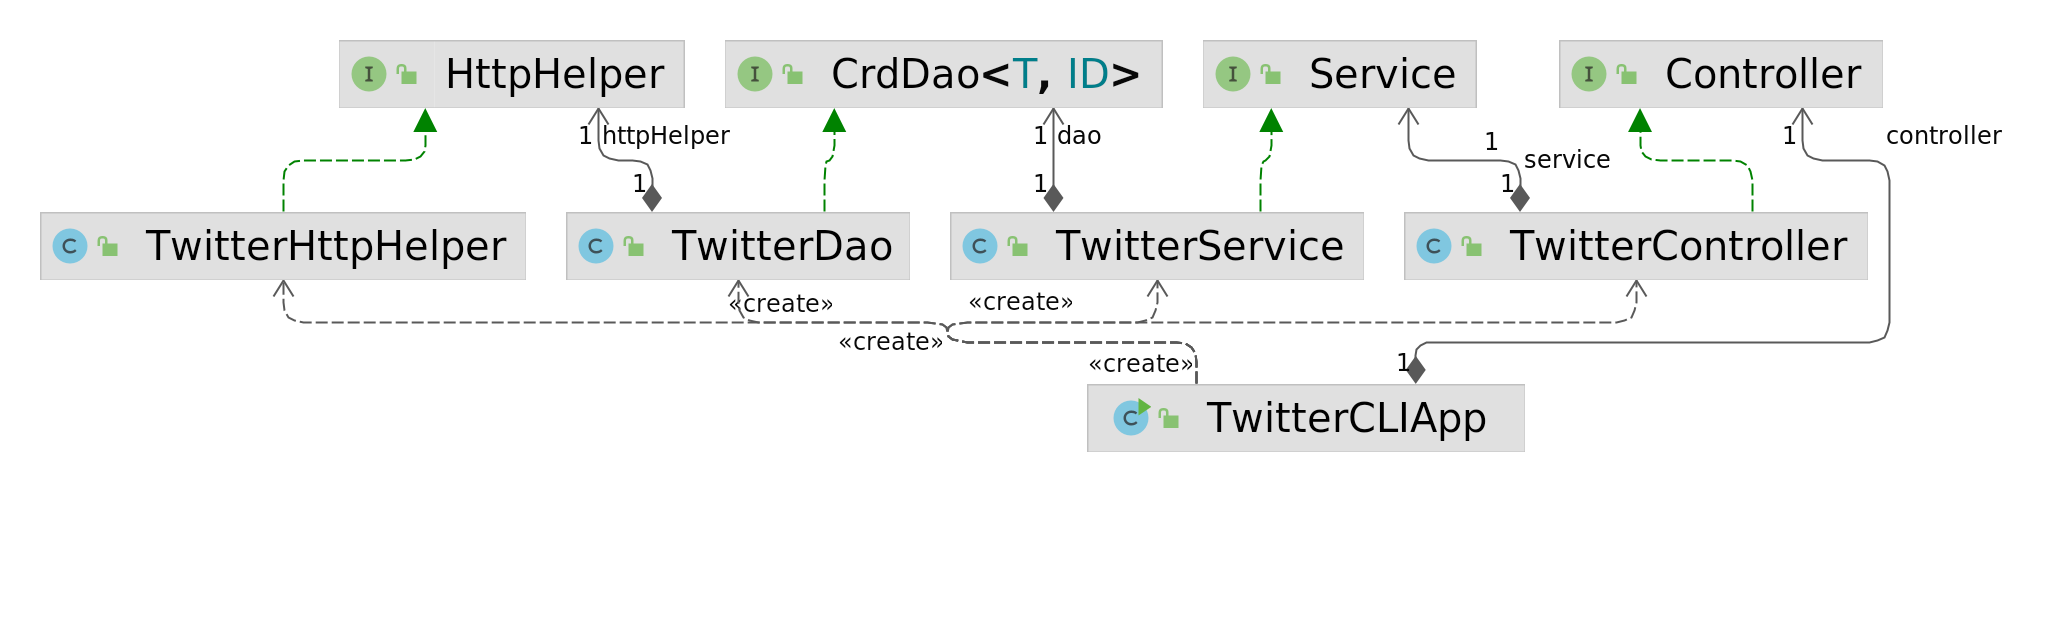 HttpHelper
CrdDao<T, ID>
Service
Controller
1 httpHelper
1 dao
1
service
1
controller
1
1
1
TwitterHttpHelper
TwitterDao
TwitterService
TwitterController
«create»
«create»
«create»
«create»
1
TwitterCLIApp